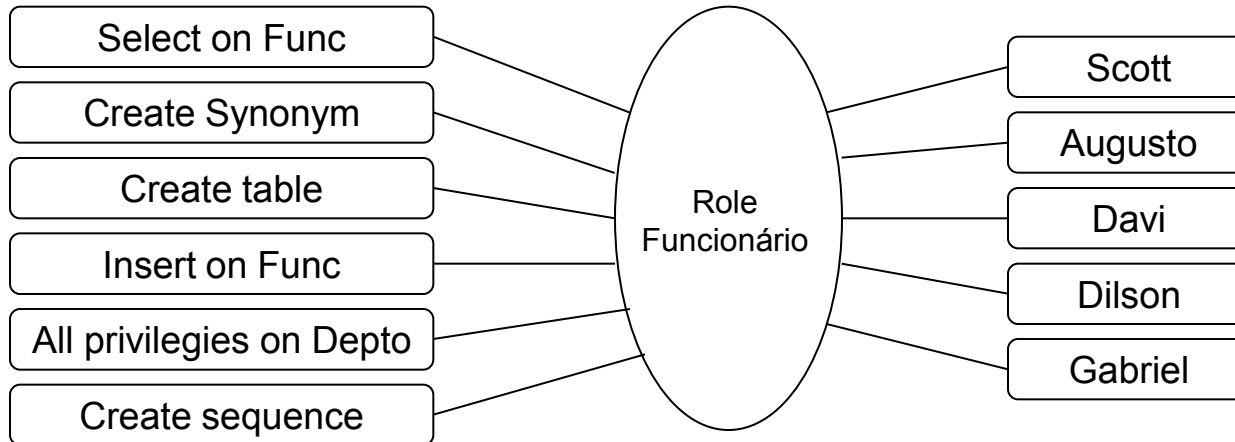 Select on Func
Create Synonym
Create table
Insert on Func
All privilegies on Depto
Create sequence
Role
Funcionário
Scott
Augusto
Davi
Dilson
Gabriel